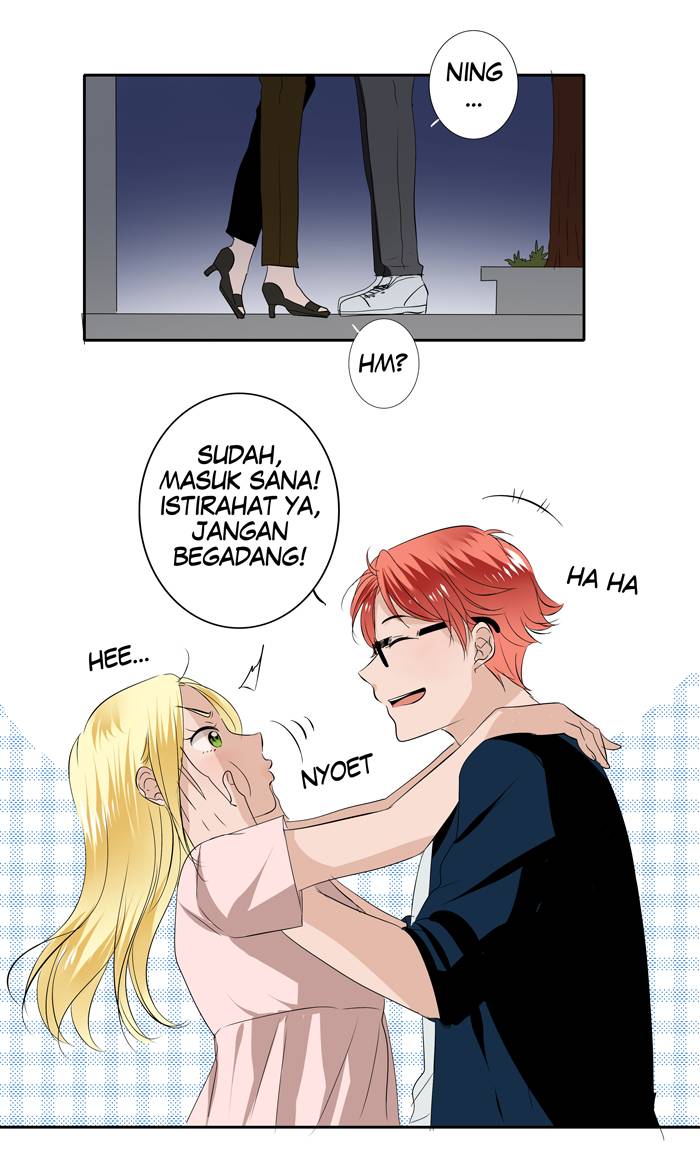 NING
...
HM?
SUDAH,
MASUK SANA!
ISTIRAHAT YA,
JANGAN
BEGADANG!
HA HA
HEE...
NYOET